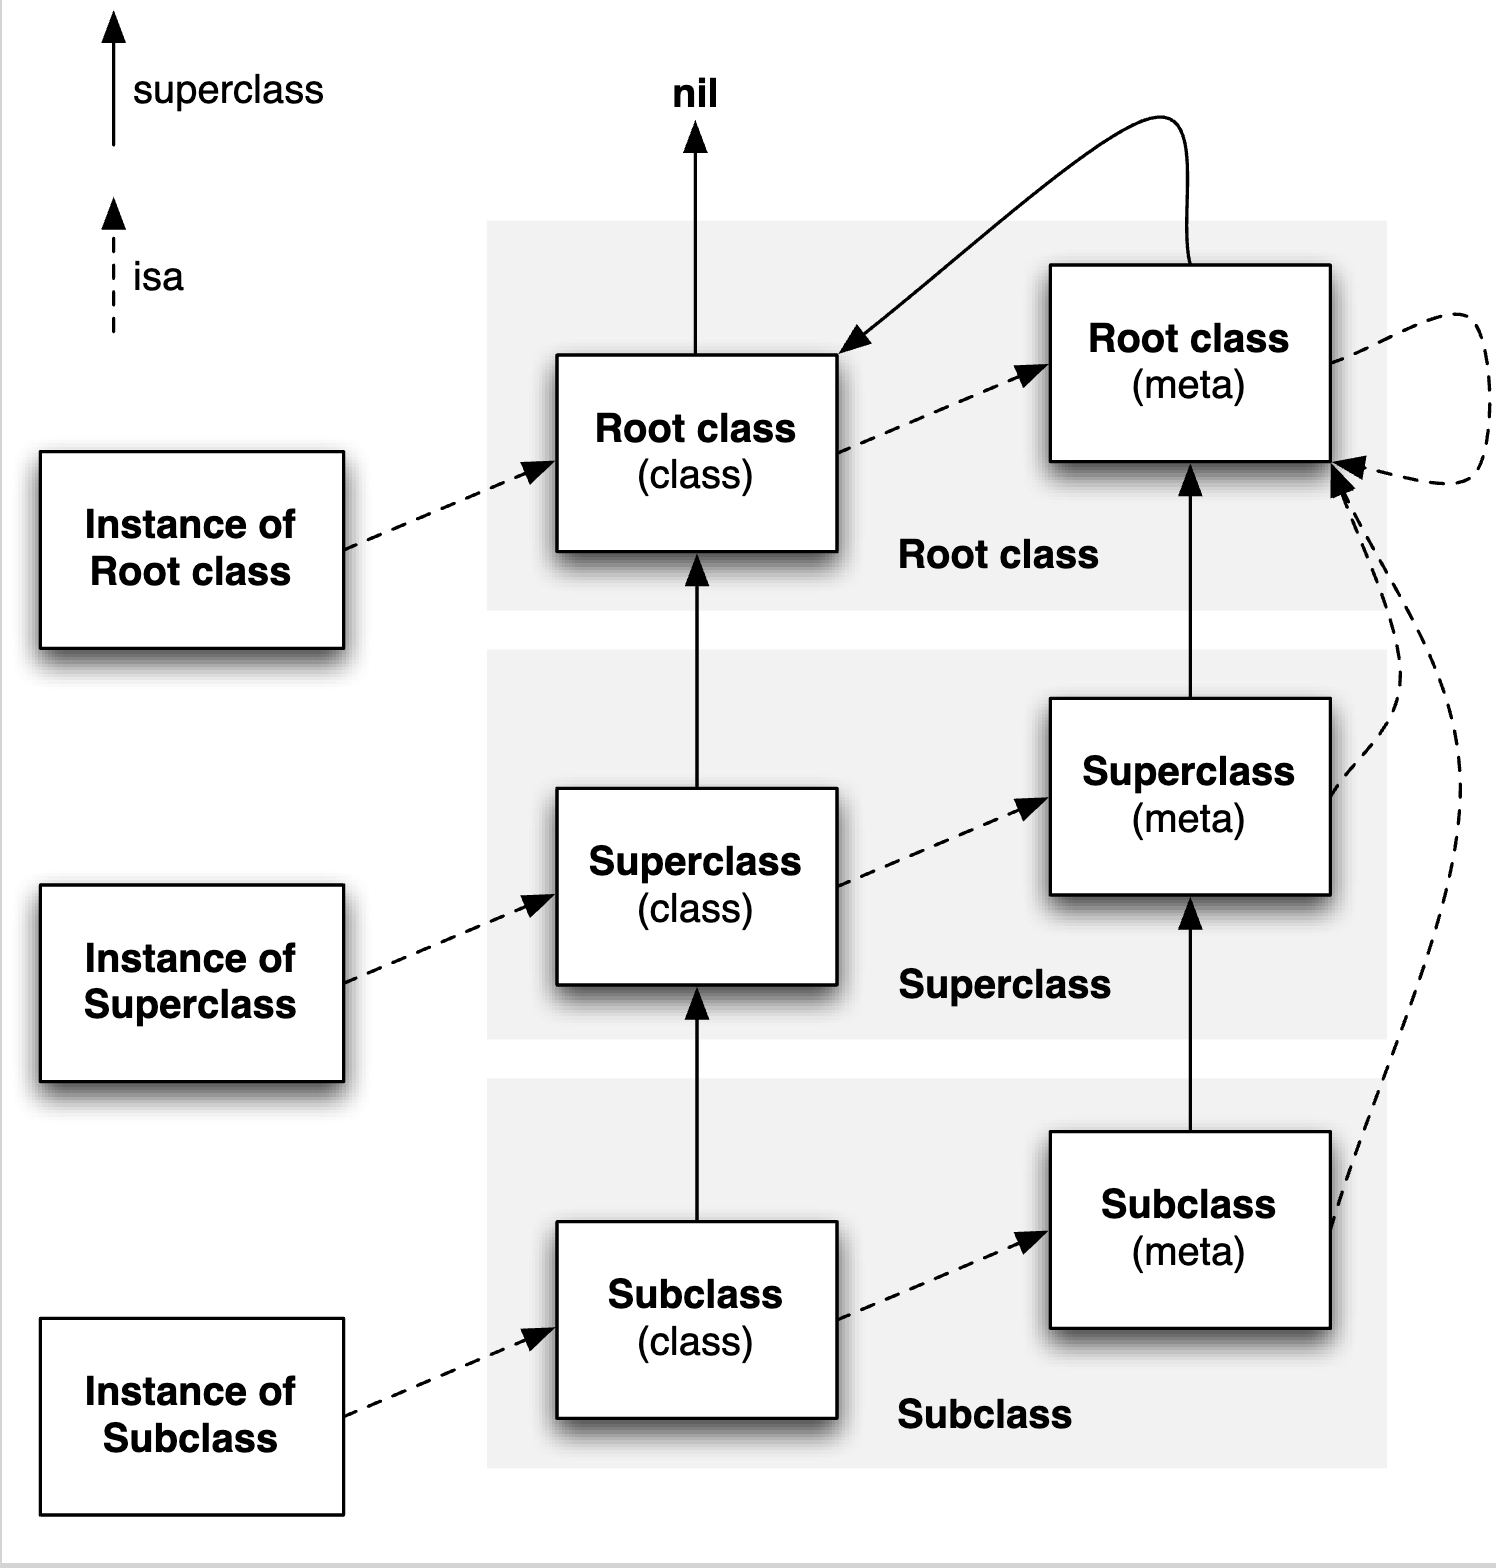 superclass
nil
isa
Root class
(meta)
Root class
(class)
Instance of
Root class
Root class
Superclass
(meta)
Superclass
(class)
Instance of
Superclass
Superclass
Subclass
(meta)
Subclass
(class)
Instance of
Subclass
Subclass